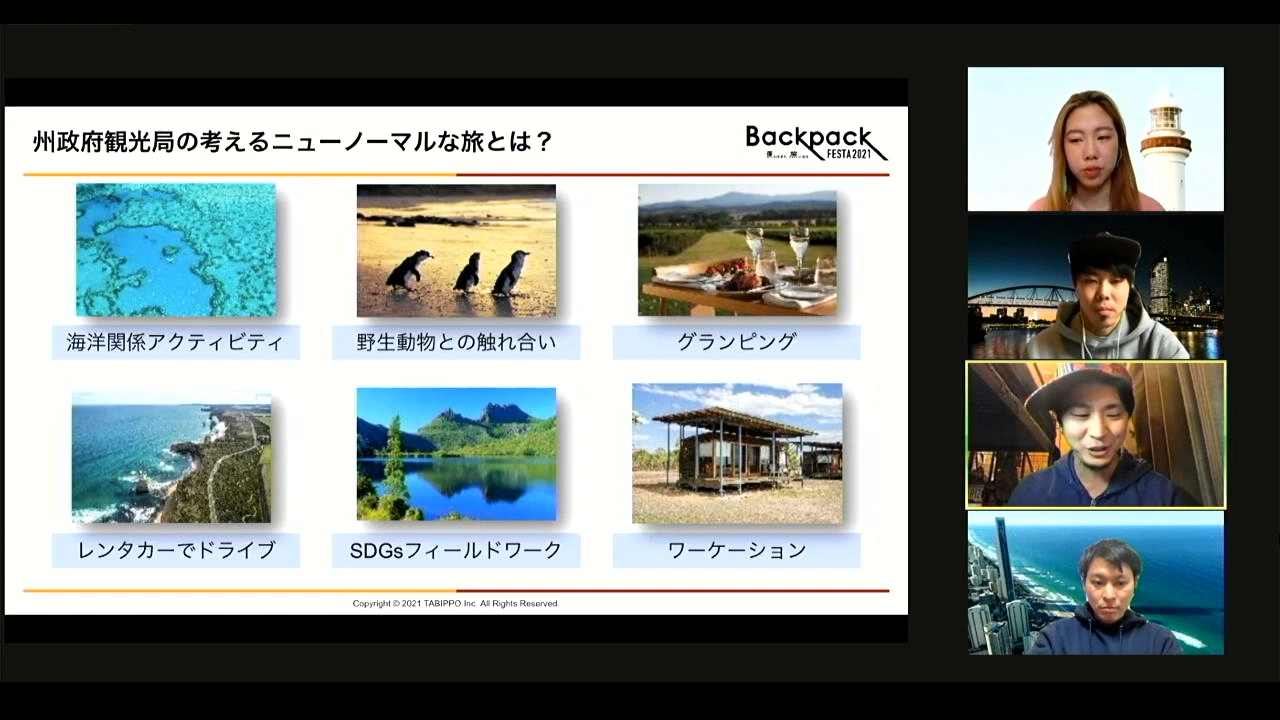 州政府観光局の考えるニューノーマルな旅とは？
Backpack
FESTA2021
海洋関係アクティビティ
野生動物との触れ合い
グランピング
レンタカーでドライブ
SDGsフィールドワーク
ワーケーション
Copyright © 2021 TABIPPO Inc. All Rights Reserved.